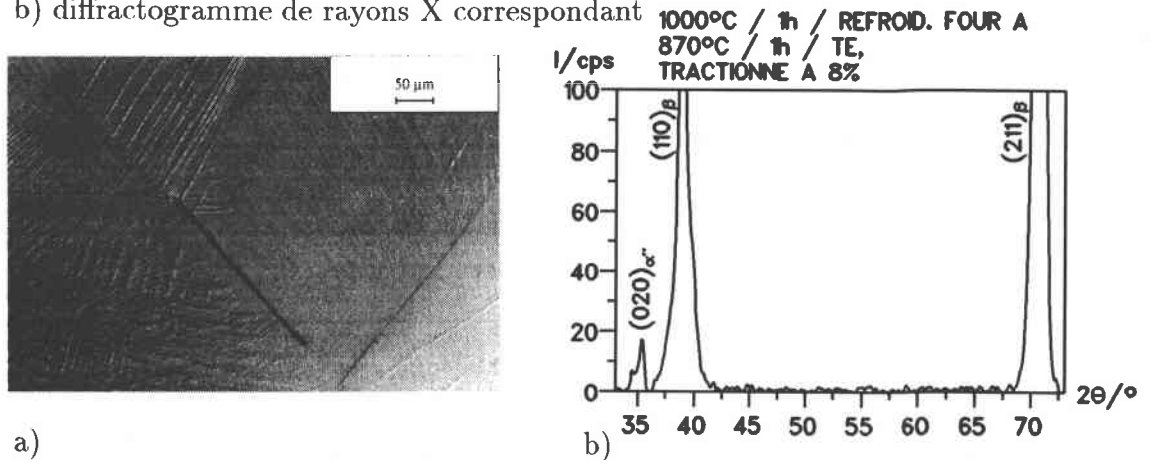 b) diffractogramme de rayons X correspondant
1000°C / 1h / REFROID. FOUR A
870°C / 1h / TE,
TRACTIONNE A 8%
50 µm
I/cps
100
80
60
40
20
0
(020)α"
(110)β
(211)β
35 40 45 50 55 60 65 70
2θ/°
a)
b)